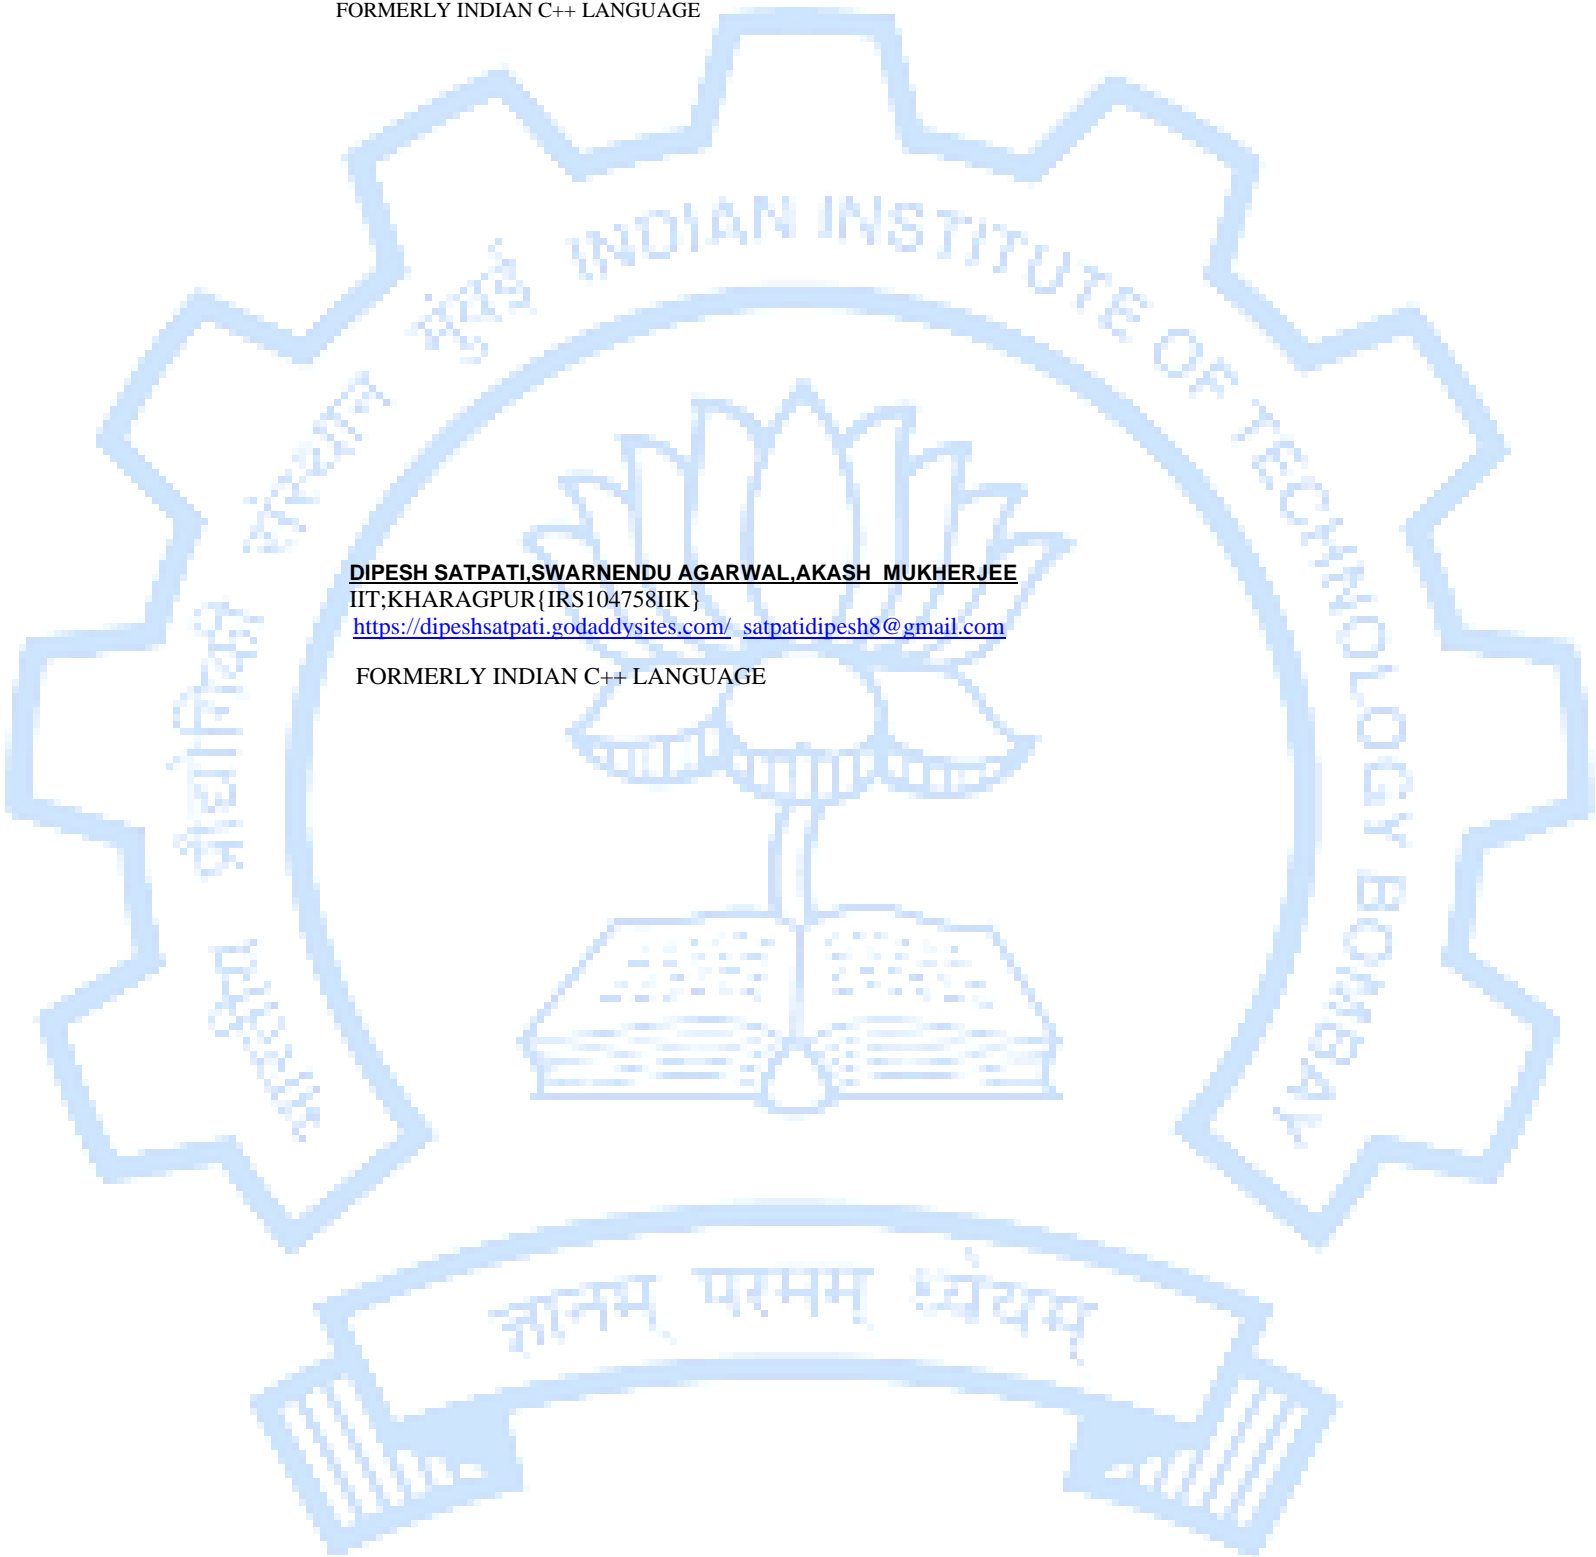 FORMERLY INDIAN C++ LANGUAGE
INDIAN INSTITUTE OF TECHNOLOGY BOMBAY
मुंबई
संस्थान
DIPESH SATPATI,SWARNENDU AGARWAL,AKASH MUKHERJEE
IIT;KHARAGPUR{IRS104758IIK}
https://dipeshsatpati.godaddysites.com/ satpatidipesh8@gmail.com
FORMERLY INDIAN C++ LANGUAGE
ज्ञानम् परमम् ध्येयम्